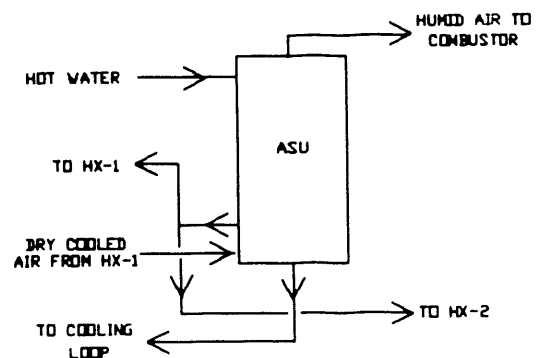 HUMID AIR TO
COMBUSTOR
HOT WATER
ASU
TO HX-1
DRY COOLED
AIR FROM HX-1
TO HX-2
TO COOLING
LOOP